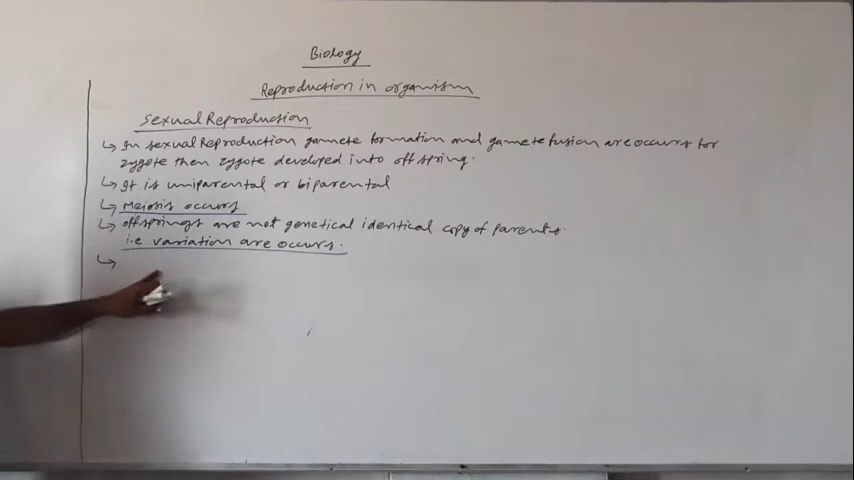 Biology
Reproduction in organism
Sexual Reproduction
↳ In sexual Reproduction gamete formation and gamete fusion are occurs for
zygote then zygote developed into offspring.
↳ It is uniparental or biparental
↳ Meiosis occurs
↳ offsprings are not genetical identical copy of parents.
i.e variation are occurs.
↳